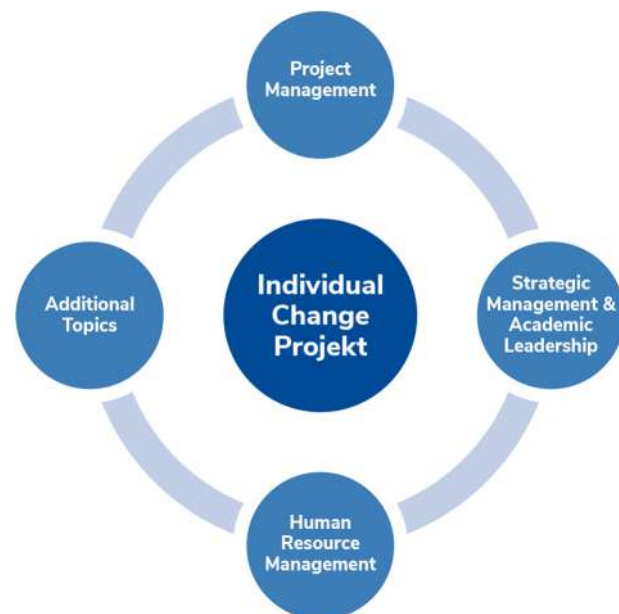 Project
Management
Additional
Topics
Individual
Change
Projekt
Strategic
Management &
Academic
Leadership
Human
Resource
Management